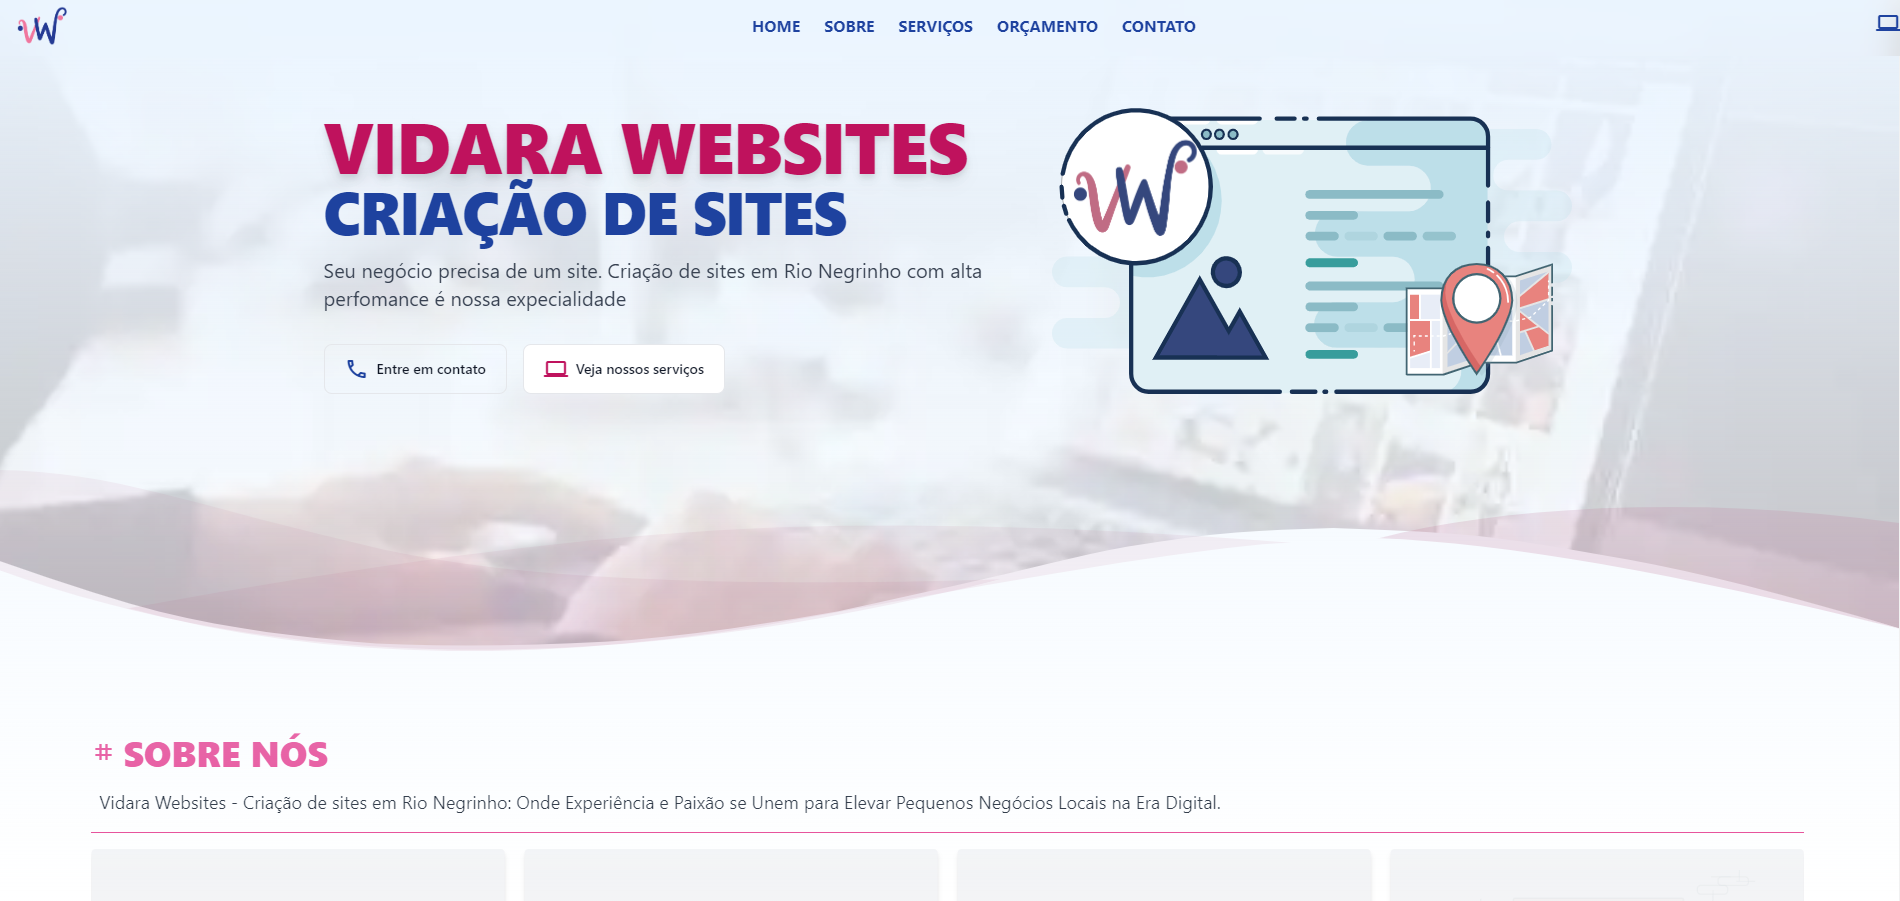 VW
HOME SOBRE SERVIÇOS ORÇAMENTO CONTATO
VIDARA WEBSITES
CRIAÇÃO DE SITES
Seu negócio precisa de um site. Criação de sites em Rio Negrinho com alta
perfomance é nossa expecialidade
VW
Entre em contato
Veja nossos serviços
# SOBRE NÓS
Vidara Websites - Criação de sites em Rio Negrinho: Onde Experiência e Paixão se Unem para Elevar Pequenos Negócios Locais na Era Digital.